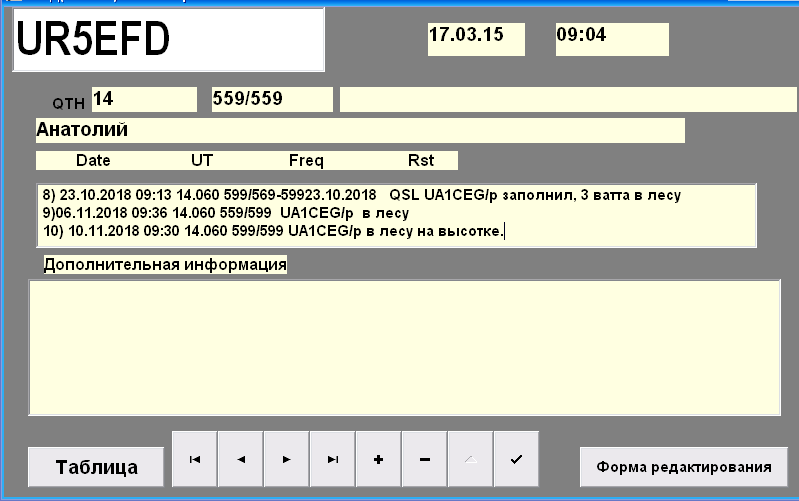 UR5EFD
17.03.15 09:04
QTH 14 559/559
Анатолий
Date UT Freq Rst
8) 23.10.2018 09:13 14.060 599/569-59923.10.2018 QSL UA1CEG/p заполнил, 3 ватта в лесу
9)06.11.2018 09:36 14.060 559/599 UA1CEG/p в лесу
10) 10.11.2018 09:30 14.060 599/599 UA1CEG/p в лесу на высотке.
Дополнительная информация
Таблица
Форма редактирования